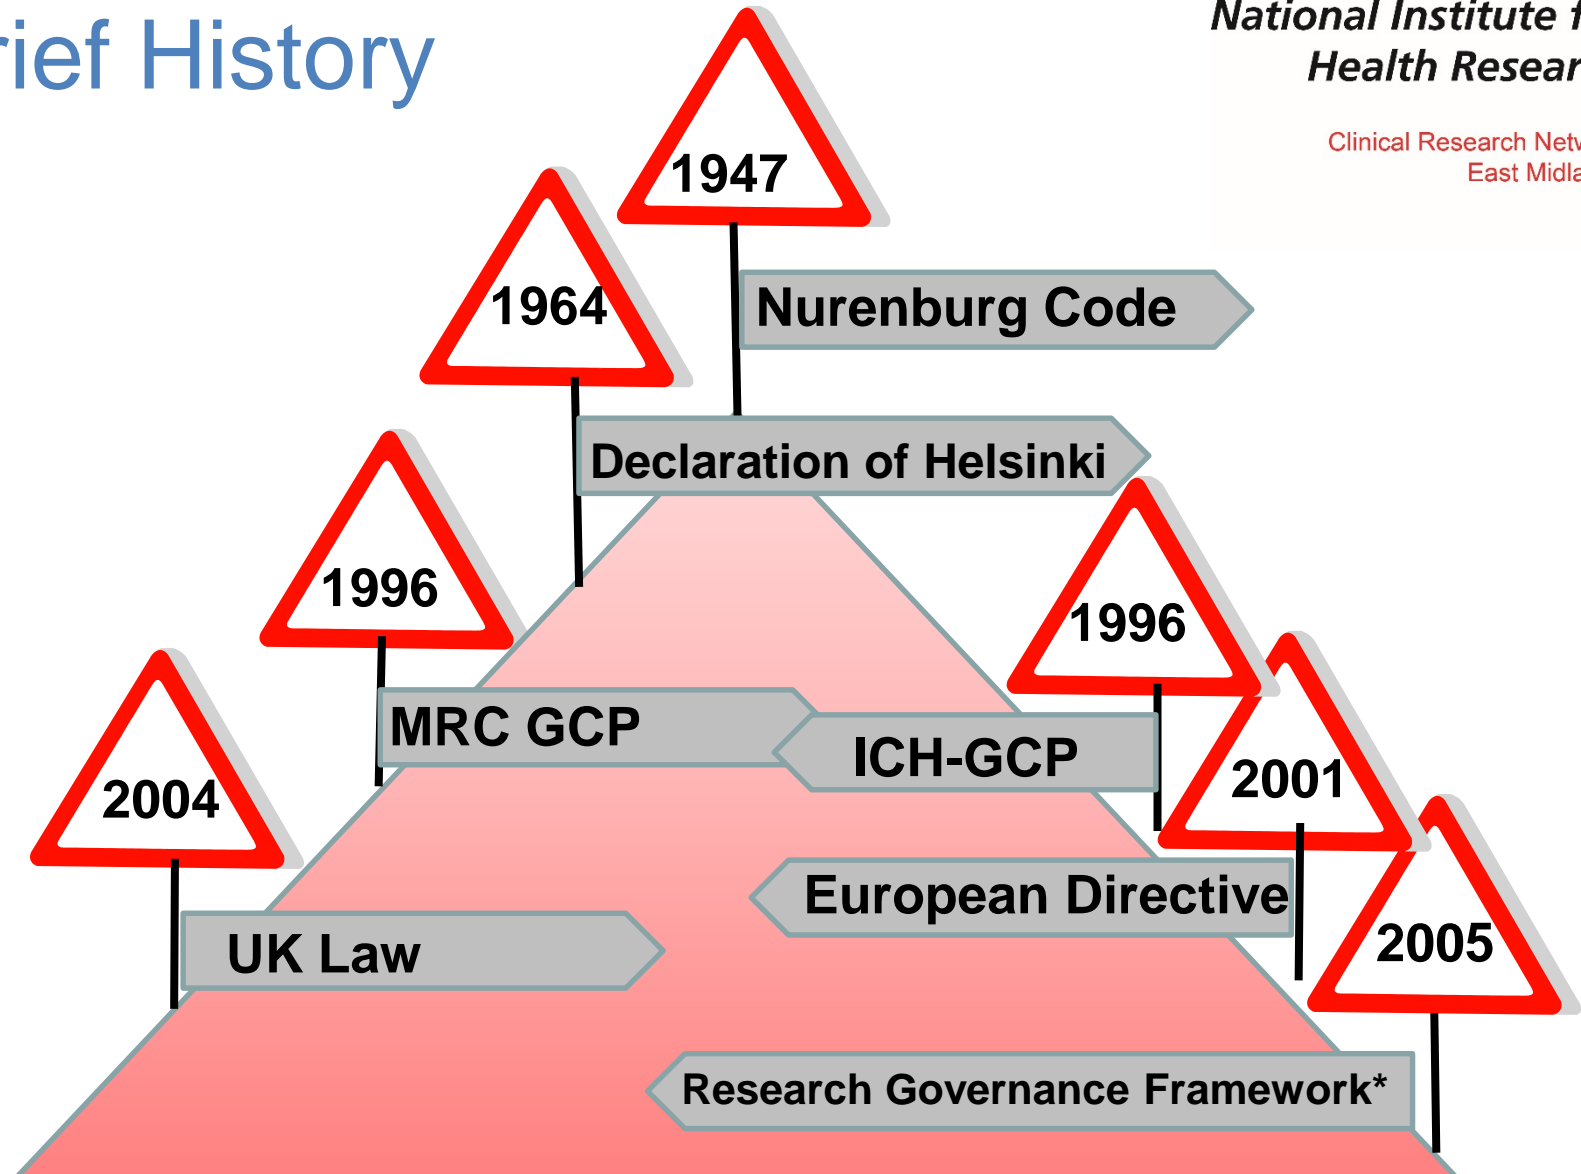 rief History
National Institute f
Health Resear
Clinical Research Netw
East Midla
1947
Nurenburg Code
1964
Declaration of Helsinki
1996
MRC GCP
1996
ICH-GCP
2001
European Directive
2004
UK Law
2005
Research Governance Framework*